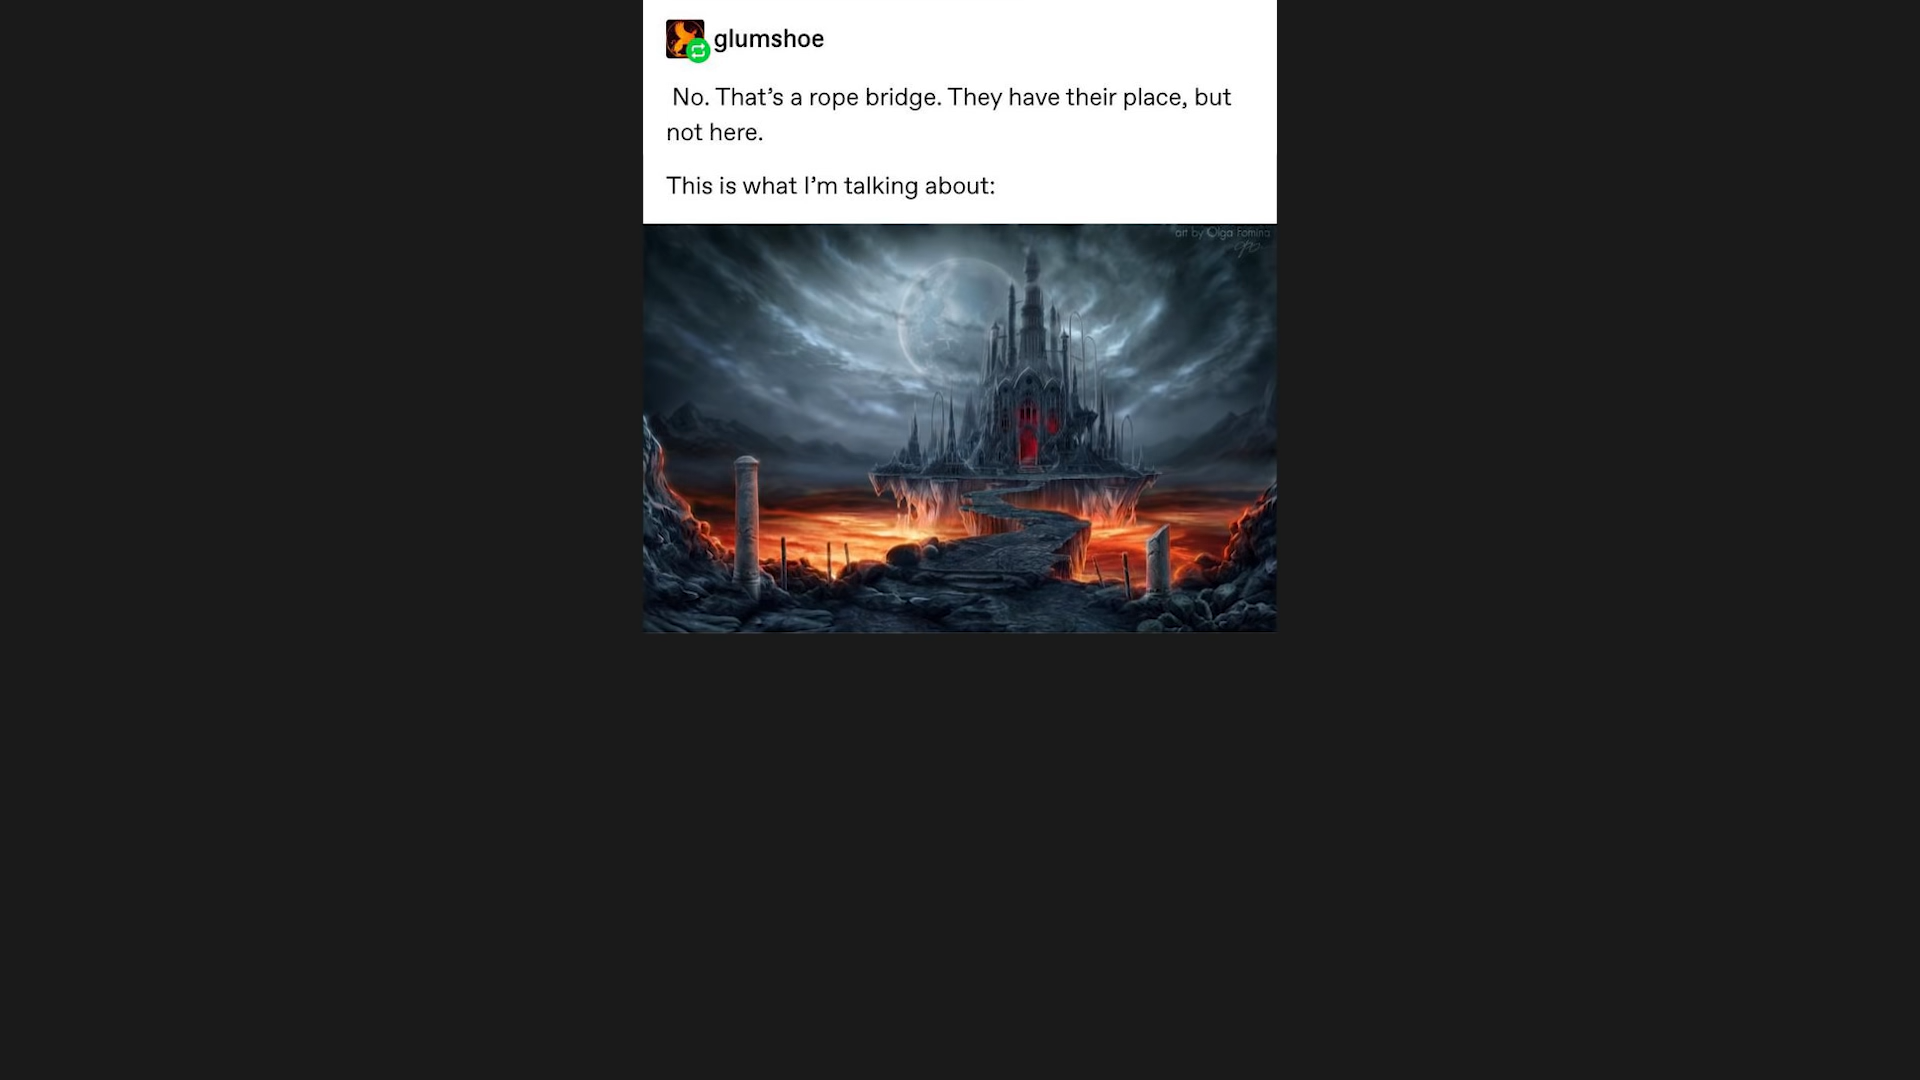 glumshoe
No. That’s a rope bridge. They have their place, but
not here.
This is what I’m talking about:
art by Olga Fomina